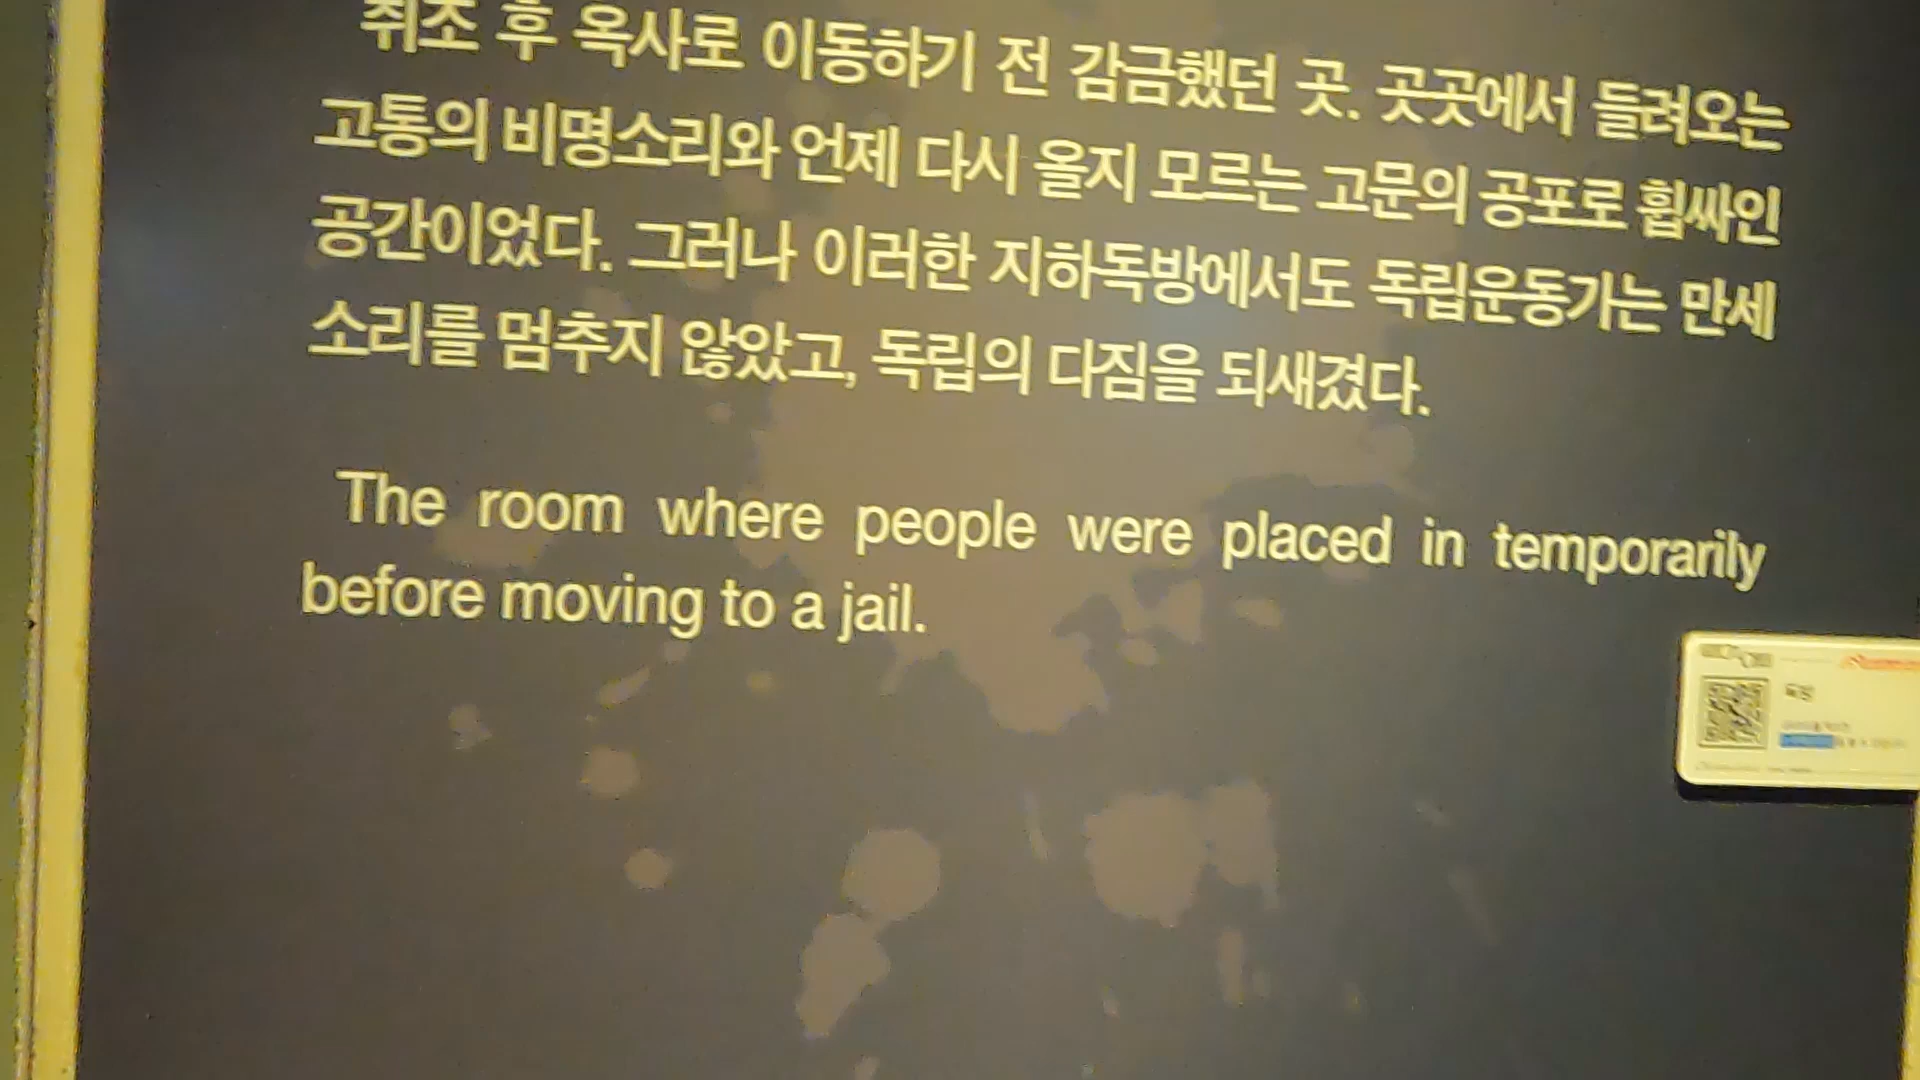 취조 후 옥사로 이동하기 전 감금했던 곳. 곳곳에서 들려오는
고통의 비명소리와 언제 다시 올지 모르는 고문의 공포로 휩싸인
공간이었다. 그러나 이러한 지하독방에서도 독립운동가는 만세
소리를 멈추지 않았고, 독립의 다짐을 되새겼다.
The room where people were placed in temporarily
before moving to a jail.
독방